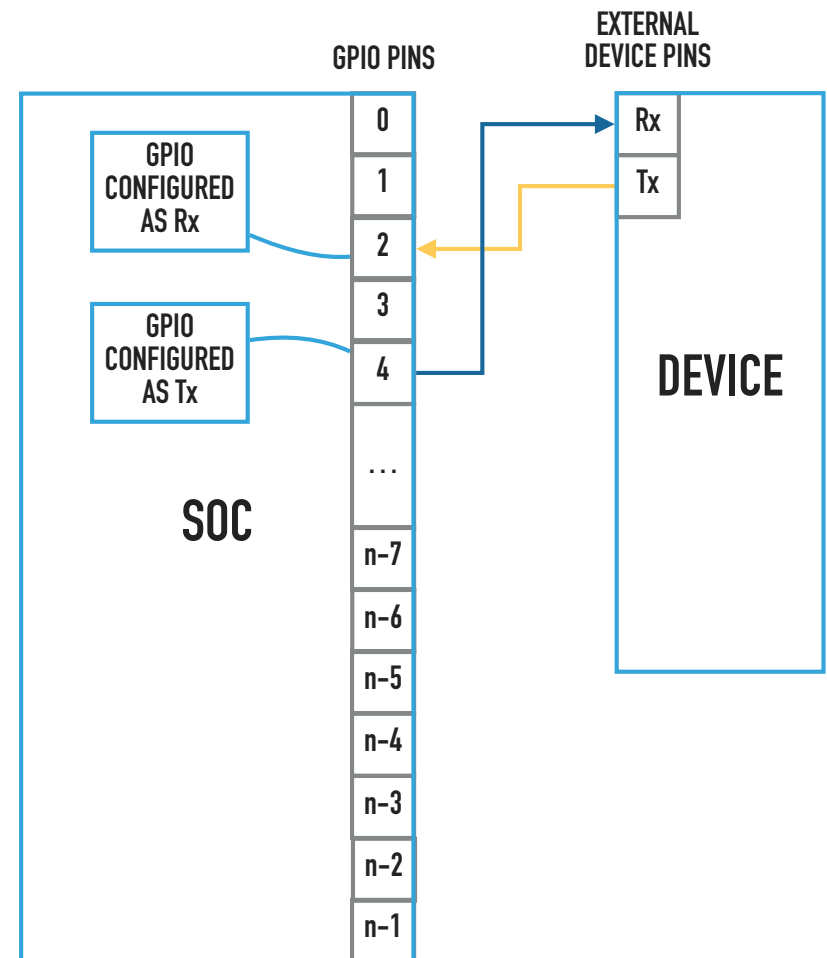 GPIO PINS
EXTERNAL
DEVICE PINS
GPIO
CONFIGURED
AS Rx
GPIO
CONFIGURED
AS Tx
SOC
0
1
2
3
4
...
n-7
n-6
n-5
n-4
n-3
n-2
n-1
Rx
Tx
DEVICE